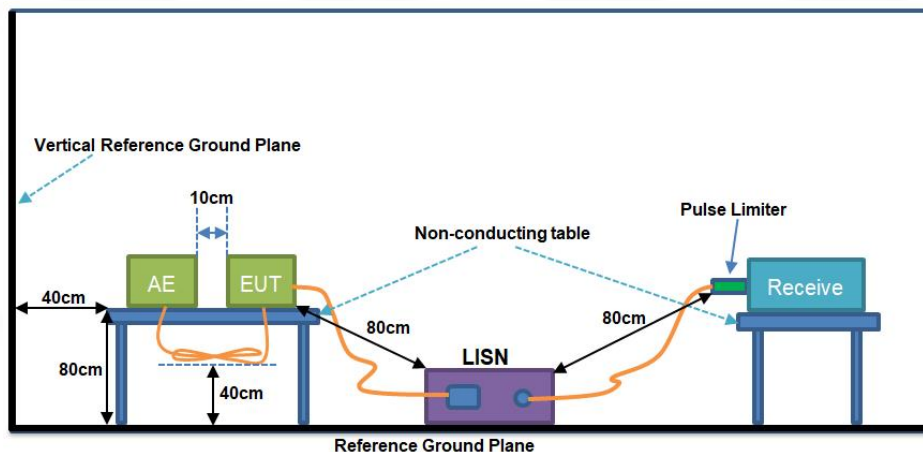 Vertical Reference Ground Plane
10cm
Pulse Limiter
Non-conducting table
AE
EUT
Receive
40cm
80cm
80cm
LISN
80cm
40cm
Reference Ground Plane